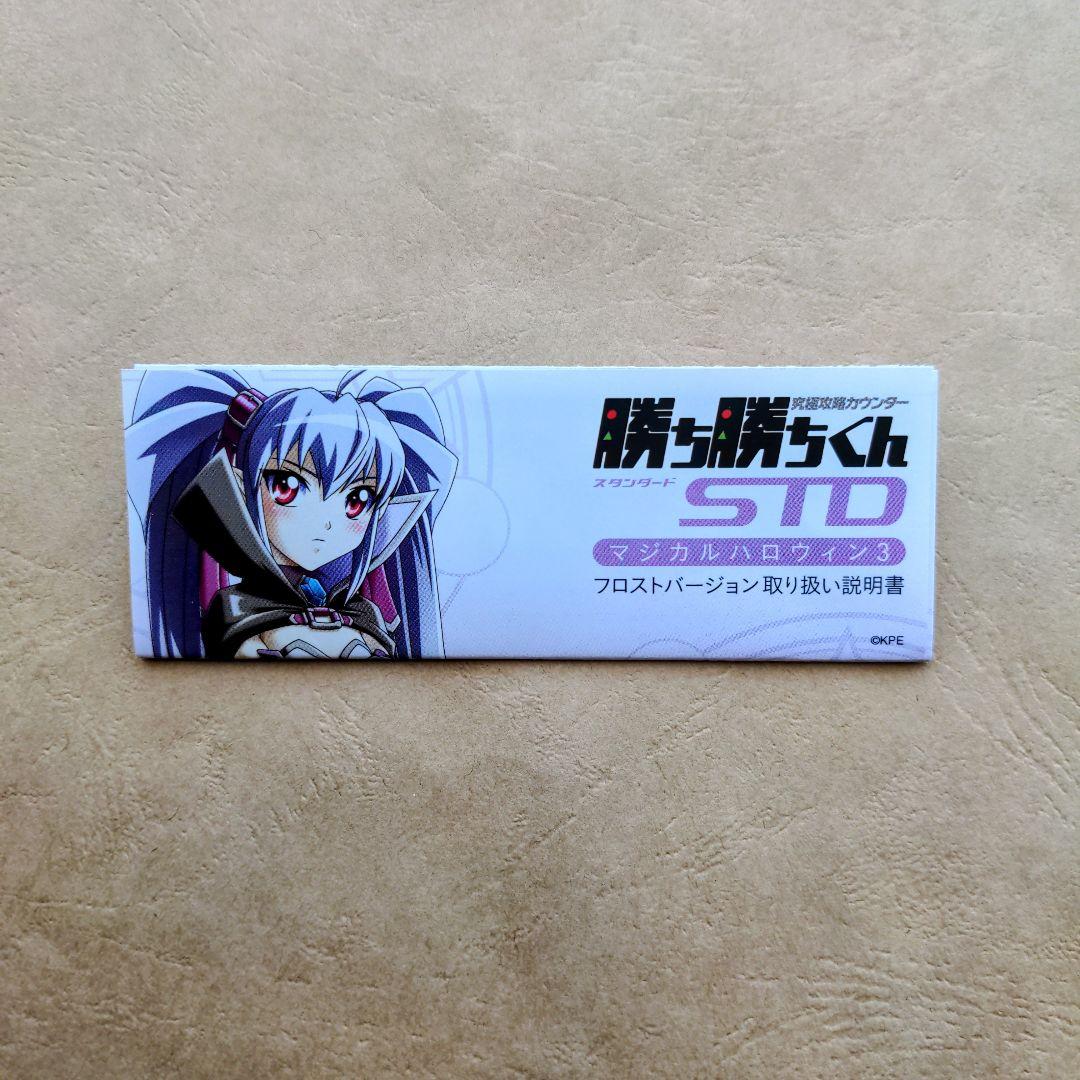 究極攻略カウンター
勝ち勝ちくん
スタンダード
STD
マジカルハロウィン3
フロストバージョン取り扱い説明書
©KPE